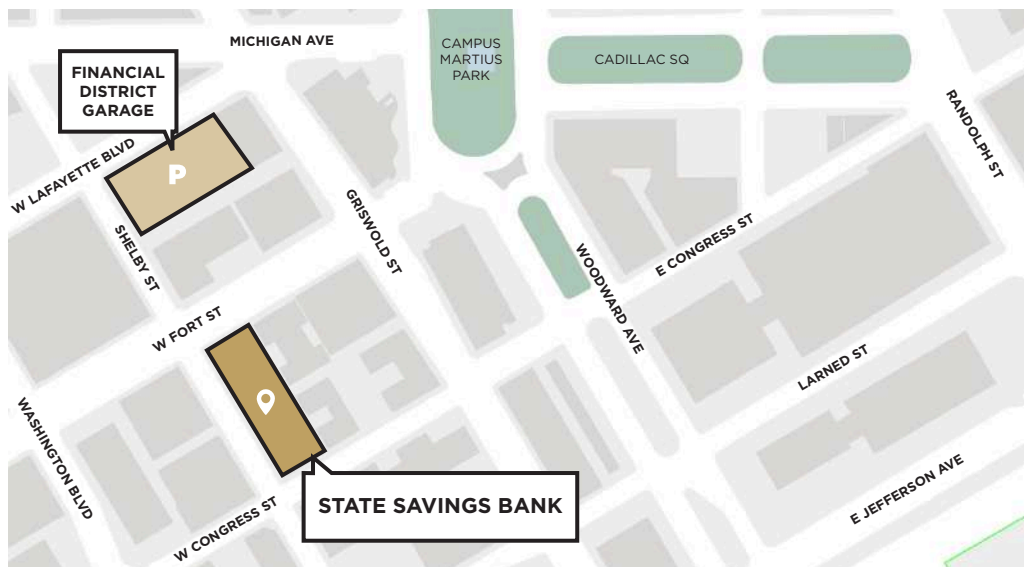 MICHIGAN AVE
CAMPUS
MARTIUS
PARK
CADILLAC SQ
FINANCIAL
DISTRICT
GARAGE
RANDOLPH ST
W LAFAYETTE BLVD
P
GRISWOLD ST
SHELBY ST
E CONGRESS ST
WOODWARD AVE
W FORT ST
LARNED ST
WASHINGTON BLVD
STATE SAVINGS BANK
E JEFFERSON AVE
W CONGRESS ST